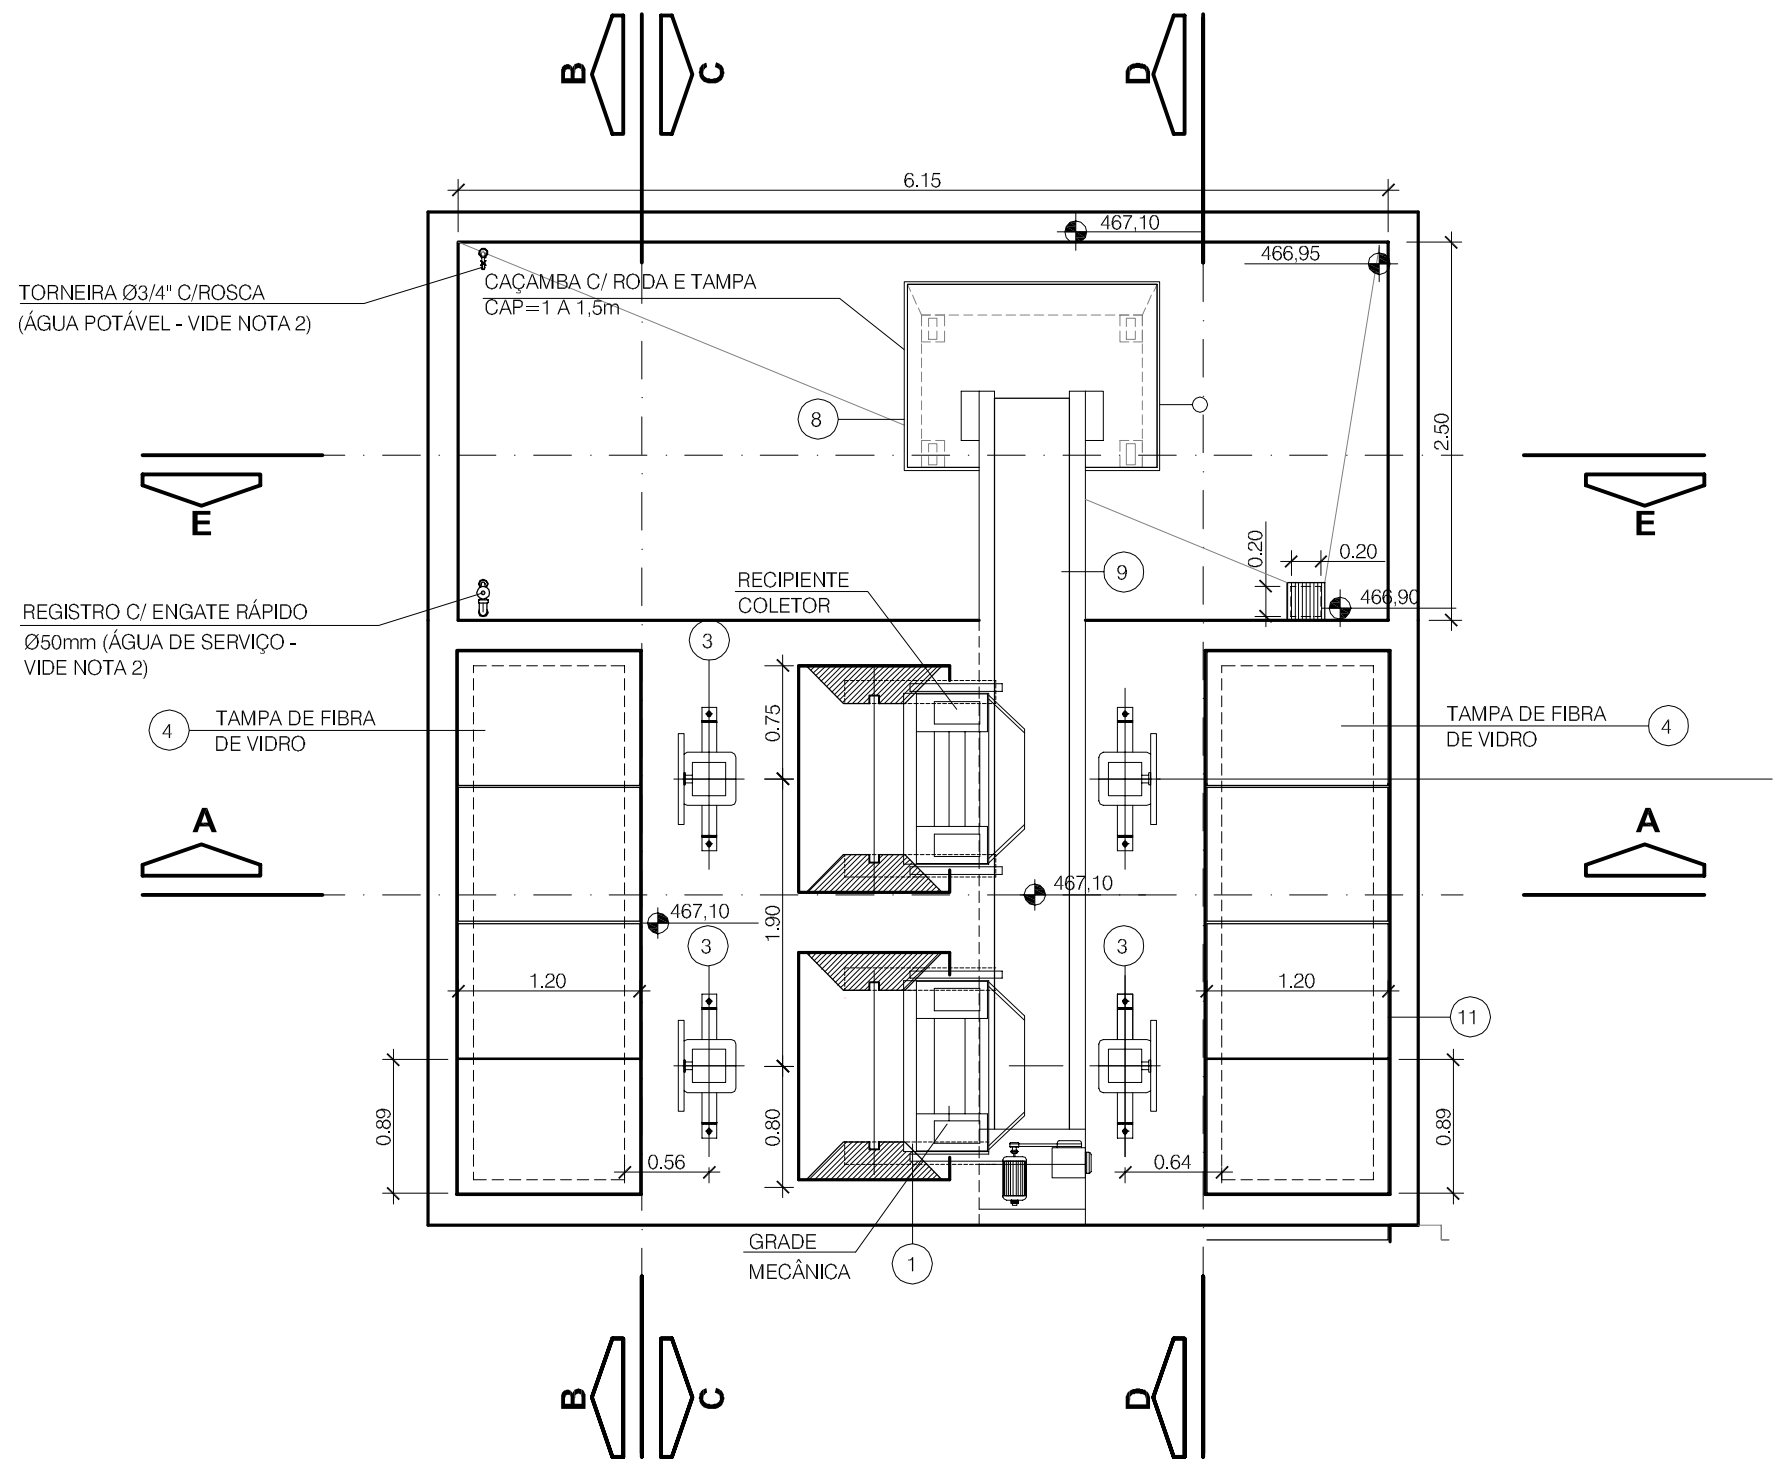 B
C
D
6.15
467,10
466,95
TORNEIRA Ø3/4" C/ROSCA
(ÁGUA POTÁVEL - VIDE NOTA 2)
CAÇAMBA C/ RODA E TAMPA
CAP=1 A 1,5m
8
2.50
E
E
0.20
0.20
9
RECIPIENTE
COLETOR
466,90
REGISTRO C/ ENGATE RÁPIDO
Ø50mm (ÁGUA DE SERVIÇO -
VIDE NOTA 2)
3
4
TAMPA DE FIBRA
DE VIDRO
0.75
TAMPA DE FIBRA
DE VIDRO
4
A
A
467,10
467,10
1.90
3
3
1.20
1.20
11
0.89
0.80
0.89
0.56
0.64
GRADE
MECÂNICA
1
B
C
D